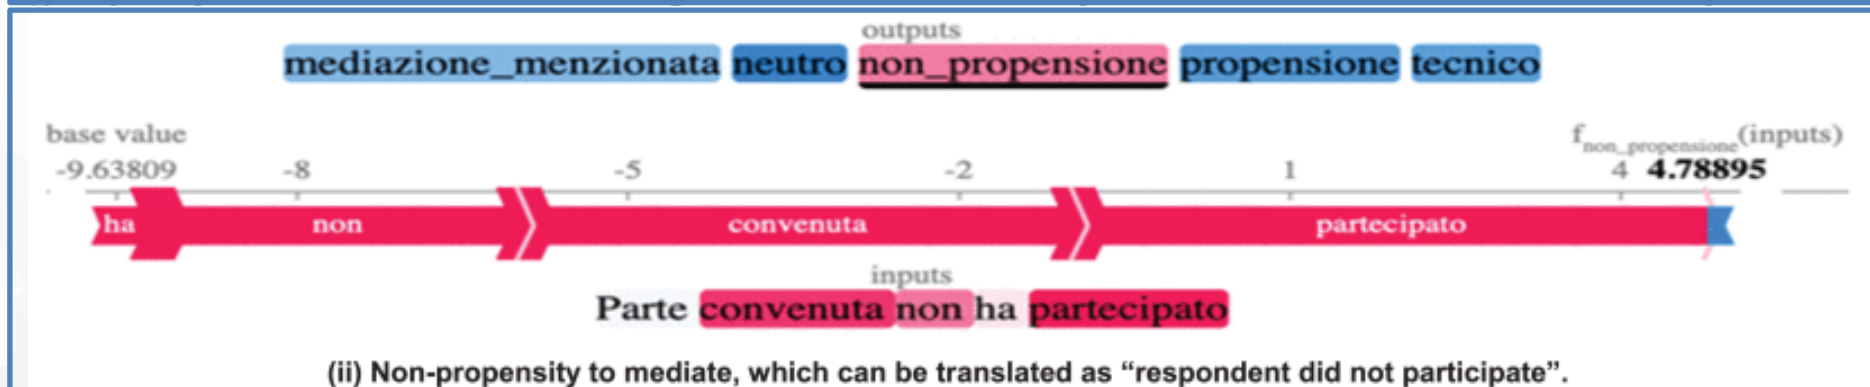 outputs
mediazione_menzionata neutro non_propensione propensione tecnico
base value
f non_propensione (inputs)
-9.63809 -8 -5 -2 1 4 4.78895
ha non convenuta partecipato
inputs
Parte convenuta non ha partecipato
(ii) Non-propensity to mediate, which can be translated as “respondent did not participate”.